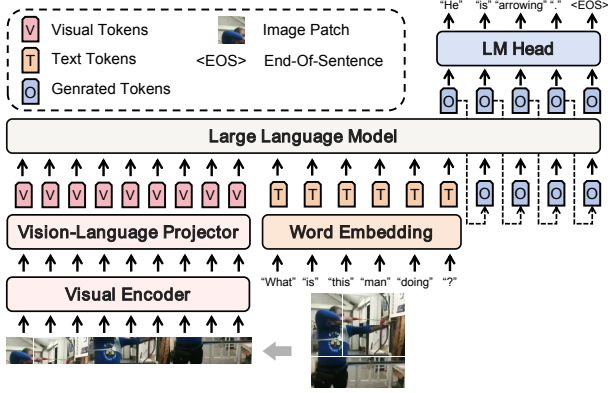 V Visual Tokens
Image Patch
T Text Tokens
<EOS> End-Of-Sentence
O Genrated Tokens
"He" "is" "arrowing" "." <EOS>
LM Head
O O O O O
Large Language Model
V V V V V V V V V
T T T T T T
O O O O
Vision-Language Projector
Word Embedding
"What" "is" "this" "man" "doing" "?"
Visual Encoder